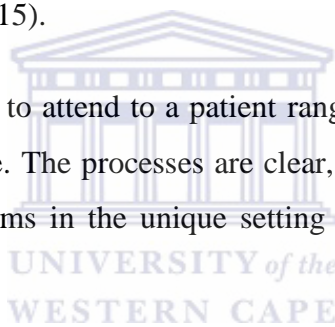 15).
to attend to a patient rang
e. The processes are clear,
ms in the unique setting
UNIVERSITY of the
WESTERN CAPE